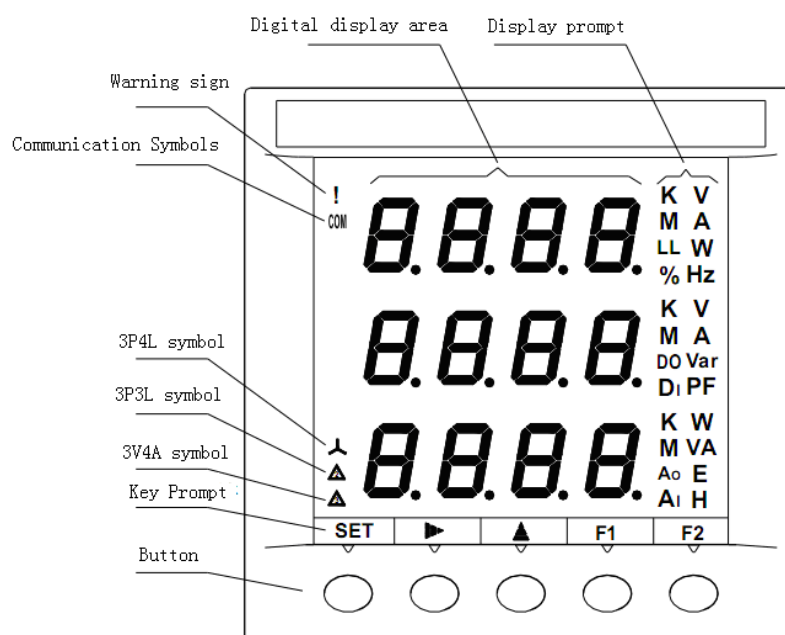 Digital display area
Display prompt
Warning sign
Communication Symbols
!
COM
8.8.8.8.
K V
M A
LL W
% Hz
8.8.8.8.
K V
M A
DO Var
DI PF
3P4L symbol
3P3L symbol
3V4A symbol
Key Prompt :
8.8.8.8.
K W
M VA
Ao E
AI H
SET
F1
F2
Button